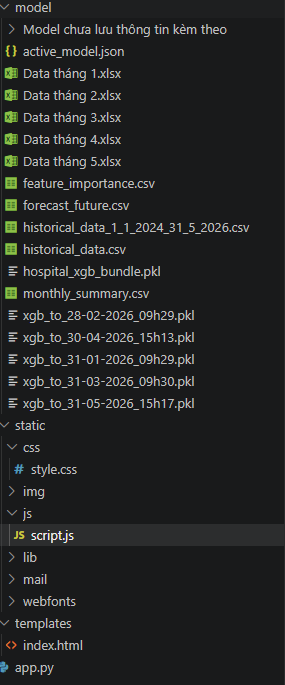 model
Model chưa lưu thông tin kèm theo
{} active_model.json
Data tháng 1.xlsx
Data tháng 2.xlsx
Data tháng 3.xlsx
Data tháng 4.xlsx
Data tháng 5.xlsx
feature_importance.csv
forecast_future.csv
historical_data_1_1_2024_31_5_2026.csv
historical_data.csv
hospital_xgb_bundle.pkl
monthly_summary.csv
xgb_to_28-02-2026_09h29.pkl
xgb_to_30-04-2026_15h13.pkl
xgb_to_31-01-2026_09h29.pkl
xgb_to_31-03-2026_09h30.pkl
xgb_to_31-05-2026_15h17.pkl
static
css
# style.css
img
js
JS script.js
lib
mail
webfonts
templates
<> index.html
app.py